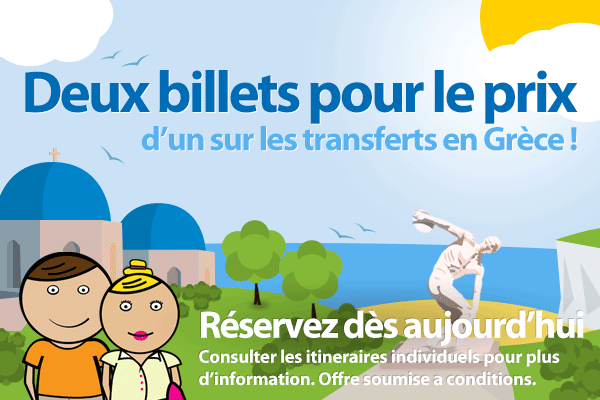 Deux billets pour le prix
d'un sur les transferts en Grèce !
Réservez dès aujourd'hui
Consulter les itineraires individuels pour plus
d'information. Offre soumise a conditions.